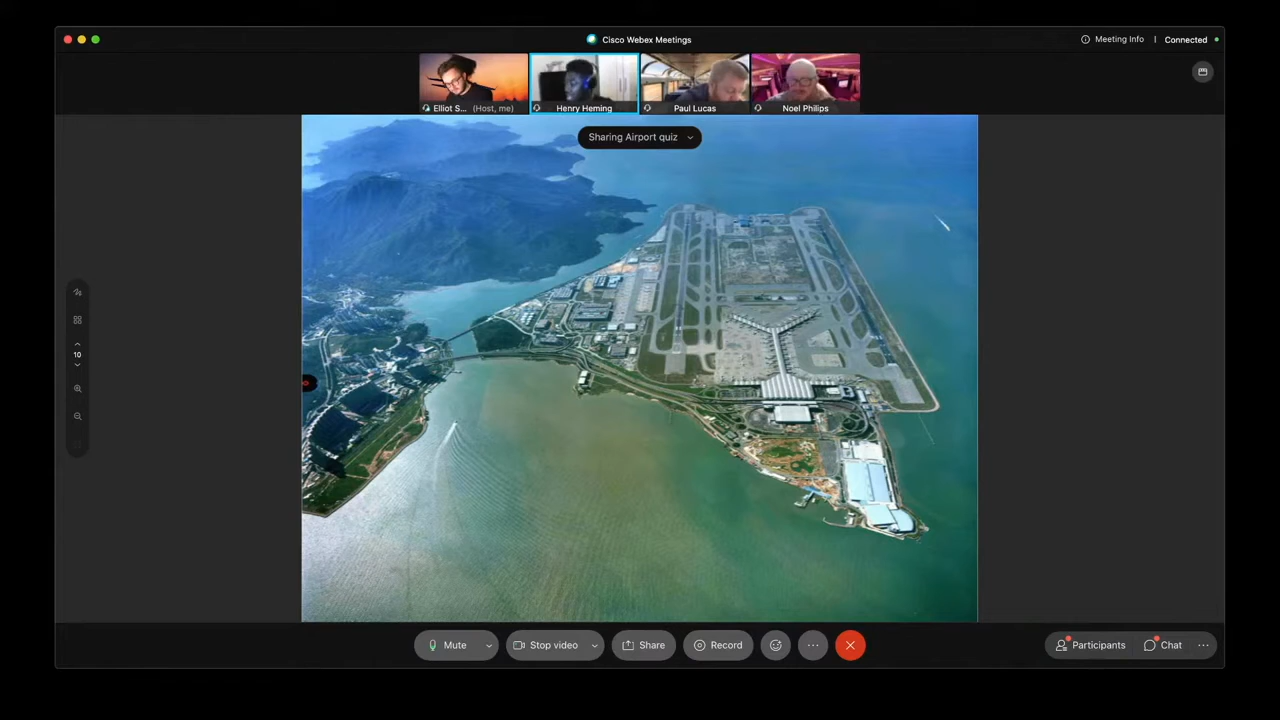 Cisco Webex Meetings
Meeting Info
Connected
Elliot S... (Host, me)
Henry Heming
Paul Lucas
Noel Philips
Sharing Airport quiz
10
Mute
Stop video
Share
Record
Participants
Chat